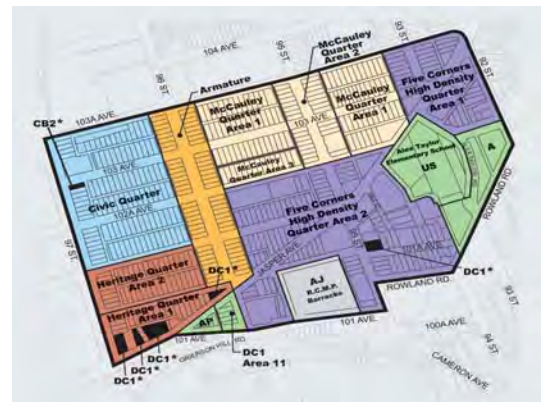 104 AVE.
95 ST.
McCauley
Quarter
Area 2
93 ST.
92 ST.
96 ST.
Armature
103A AVE.
CB2*
McCauley
Quarter
Area 1
McCauley
Quarter
Area 1
Five Corners
High Density
Quarter
Area 1
103 AVE.
103 AVE.
McCauley
Quarter Area 3
Alex Taylor
Elementary School
US
A
ROWLAND RD
Civic Quarter
102A AVE.
97 ST.
Five Corners
High Density
Quarter
Area 2
JASPER AVE
101A AVE.
Heritage Quarter
Area 2
DC1*
DC1*
Heritage Quarter
Area 1
AJ
R.C.M.P.
Barracks
ROWLAND RD.
AP
101 AVE.
101 AVE.
GRIERSON HILL RD
DC1*
DC1*
DC1*
DC1
Area 11
100A AVE.
93 ST.
94 ST.
CAMERON AVE.